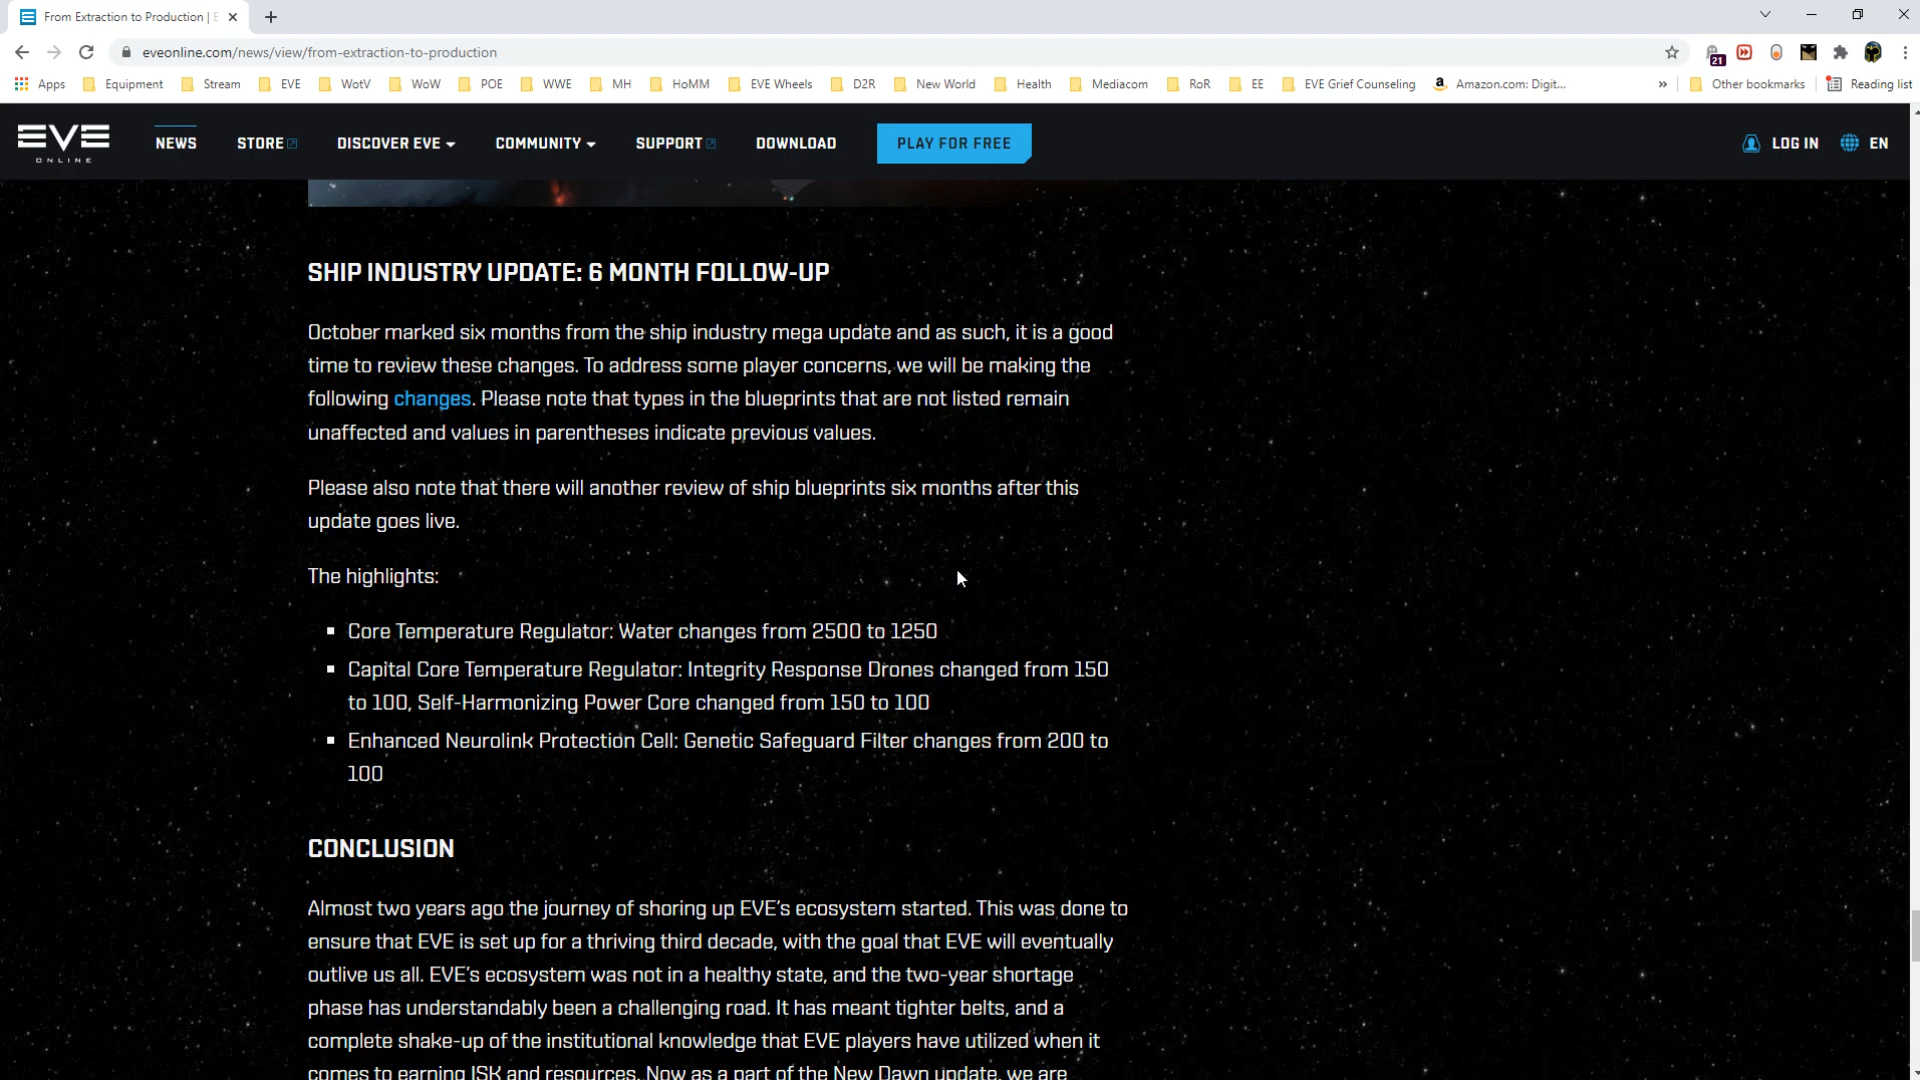 From Extraction to Production | E
eveonline.com/news/view/from-extraction-to-production
21
Apps Equipment Stream EVE WotV WoW POE WWE MH HoMM EVE Wheels D2R New World Health Mediacom RoR EE EVE Grief Counseling Amazon.com: Digit... » Other bookmarks Reading list
EVE
ONLINE
NEWS STORE DISCOVER EVE COMMUNITY SUPPORT DOWNLOAD PLAY FOR FREE LOG IN EN
SHIP INDUSTRY UPDATE: 6 MONTH FOLLOW-UP
October marked six months from the ship industry mega update and as such, it is a good
time to review these changes. To address some player concerns, we will be making the
following changes. Please note that types in the blueprints that are not listed remain
unaffected and values in parentheses indicate previous values.
Please also note that there will another review of ship blueprints six months after this
update goes live.
The highlights:
Core Temperature Regulator: Water changes from 2500 to 1250
Capital Core Temperature Regulator: Integrity Response Drones changed from 150
to 100, Self-Harmonizing Power Core changed from 150 to 100
Enhanced Neurolink Protection Cell: Genetic Safeguard Filter changes from 200 to
100
CONCLUSION
Almost two years ago the journey of shoring up EVE's ecosystem started. This was done to
ensure that EVE is set up for a thriving third decade, with the goal that EVE will eventually
outlive us all. EVE's ecosystem was not in a healthy state, and the two-year shortage
phase has understandably been a challenging road. It has meant tighter belts, and a
complete shake-up of the institutional knowledge that EVE players have utilized when it
comes to earning ISK and resources. Now as a part of the New Dawn update, we are